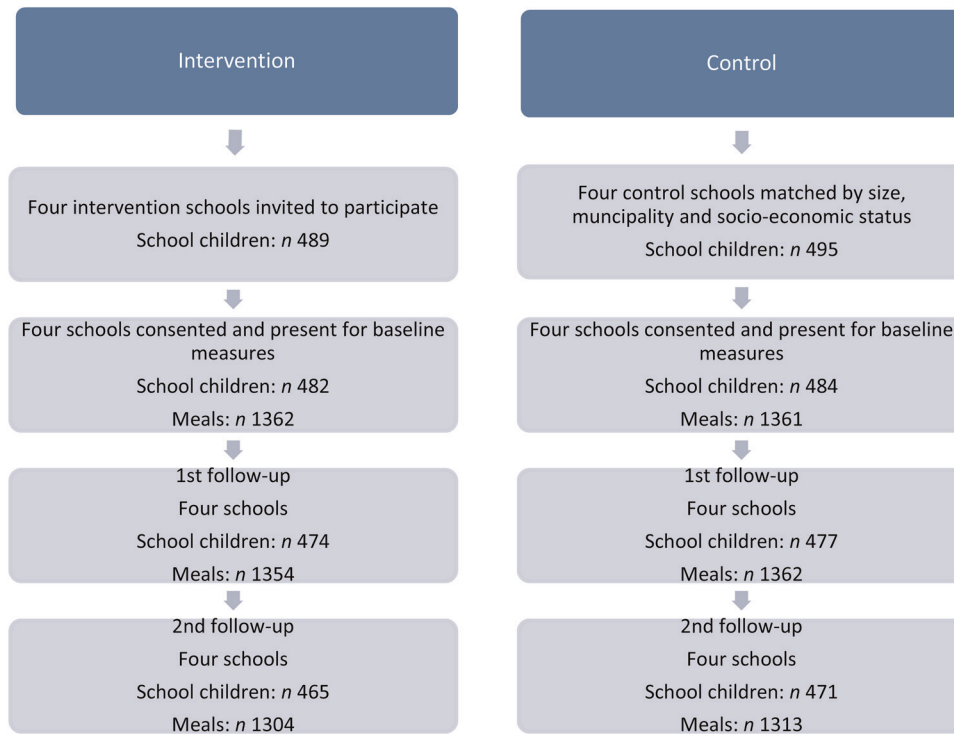 Intervention
Four intervention schools invited to participate
School children: n 489
Four schools consented and present for baseline
measures
School children: n 482
Meals: n 1362
1st follow-up
Four schools
School children: n 474
Meals: n 1354
2nd follow-up
Four schools
School children: n 465
Meals: n 1304
Control
Four control schools matched by size,
muncipality and socio-economic status
School children: n 495
Four schools consented and present for baseline
measures
School children: n 484
Meals: n 1361
1st follow-up
Four schools
School children: n 477
Meals: n 1362
2nd follow-up
Four schools
School children: n 471
Meals: n 1313